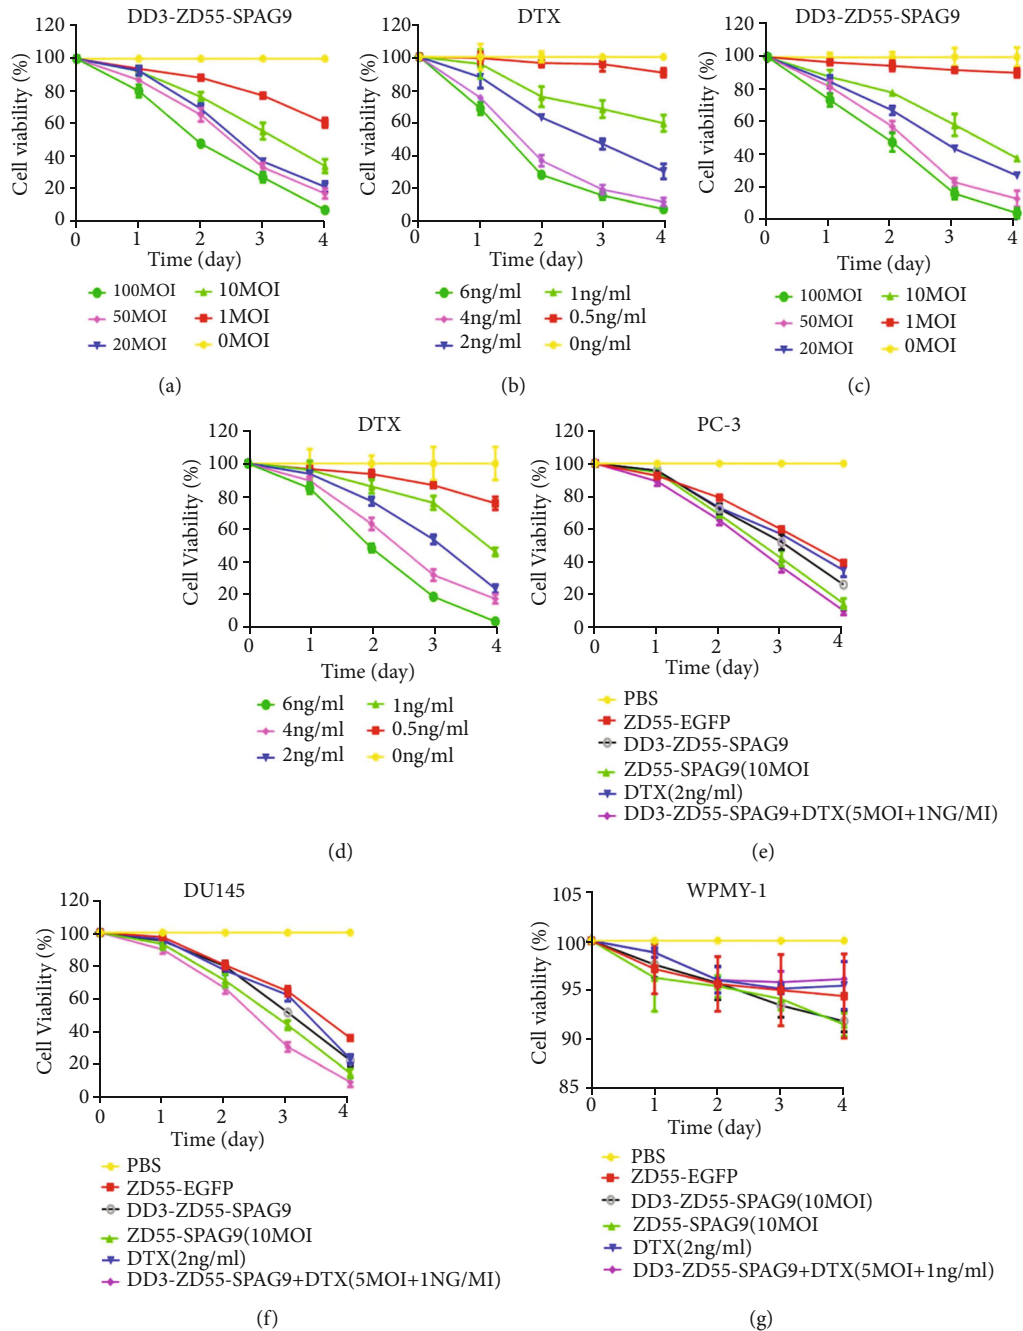 DD3-ZD55-SPAG9
Cell viability (%)
120
100
80
60
40
20
0
0 1 2 3 4
Time (day)
100MOI 10MOI
50MOI 1MOI
20MOI 0MOI
(a)
DTX
Cell viability (%)
120
100
80
60
40
20
0
0 1 2 3 4
Time (day)
6ng/ml 1ng/ml
4ng/ml 0.5ng/ml
2ng/ml 0ng/ml
(b)
DD3-ZD55-SPAG9
Cell viability (%)
120
100
80
60
40
20
0
0 1 2 3 4
Time (day)
100MOI 10MOI
50MOI 1MOI
20MOI 0MOI
(c)
DTX
Cell Viability (%)
120
100
80
60
40
20
0
0 1 2 3 4
Time (day)
6ng/ml 1ng/ml
4ng/ml 0.5ng/ml
2ng/ml 0ng/ml
(d)
PC-3
Cell Viability (%)
120
100
80
60
40
20
0
0 1 2 3 4
Time (day)
PBS
ZD55-EGFP
DD3-ZD55-SPAG9
ZD55-SPAG9(10MOI
DTX(2ng/ml)
DD3-ZD55-SPAG9+DTX(5MOI+1NG/MI)
(e)
DU145
Cell Viability (%)
120
100
80
60
40
20
0
0 1 2 3 4
Time (day)
PBS
ZD55-EGFP
DD3-ZD55-SPAG9
ZD55-SPAG9(10MOI
DTX(2ng/ml)
DD3-ZD55-SPAG9+DTX(5MOI+1NG/MI)
(f)
WPMY-1
Cell viability (%)
105
100
95
90
85
0 1 2 3 4
Time (day)
PBS
ZD55-EGFP
DD3-ZD55-SPAG9(10MOI)
ZD55-SPAG9(10MOI
DTX(2ng/ml)
DD3-ZD55-SPAG9+DTX(5MOI+1ng/ml)
(g)